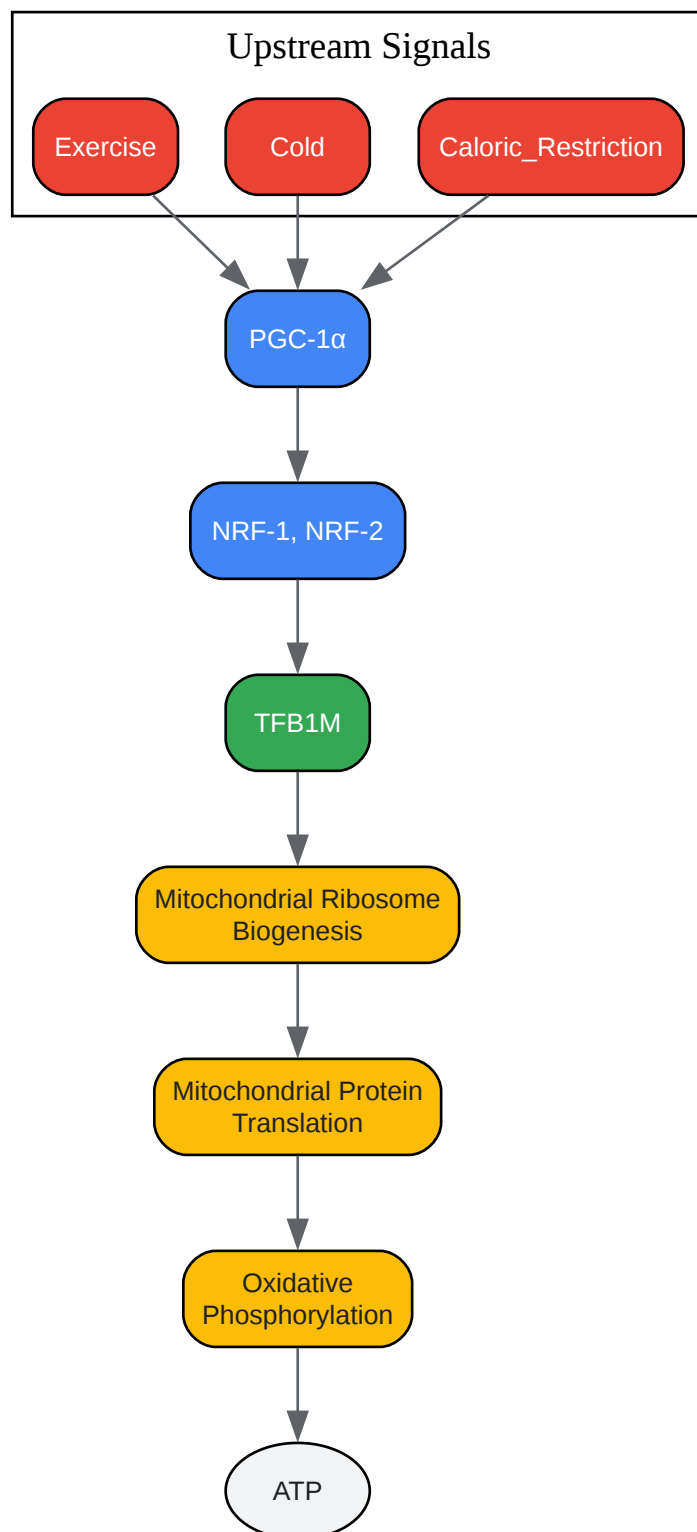 Upstream Signals
Exercise
Cold
Caloric_Restriction
PGC-1α
NRF-1, NRF-2
TFB1M
Mitochondrial Ribosome
Biogenesis
Mitochondrial Protein
Translation
Oxidative
Phosphorylation
ATP